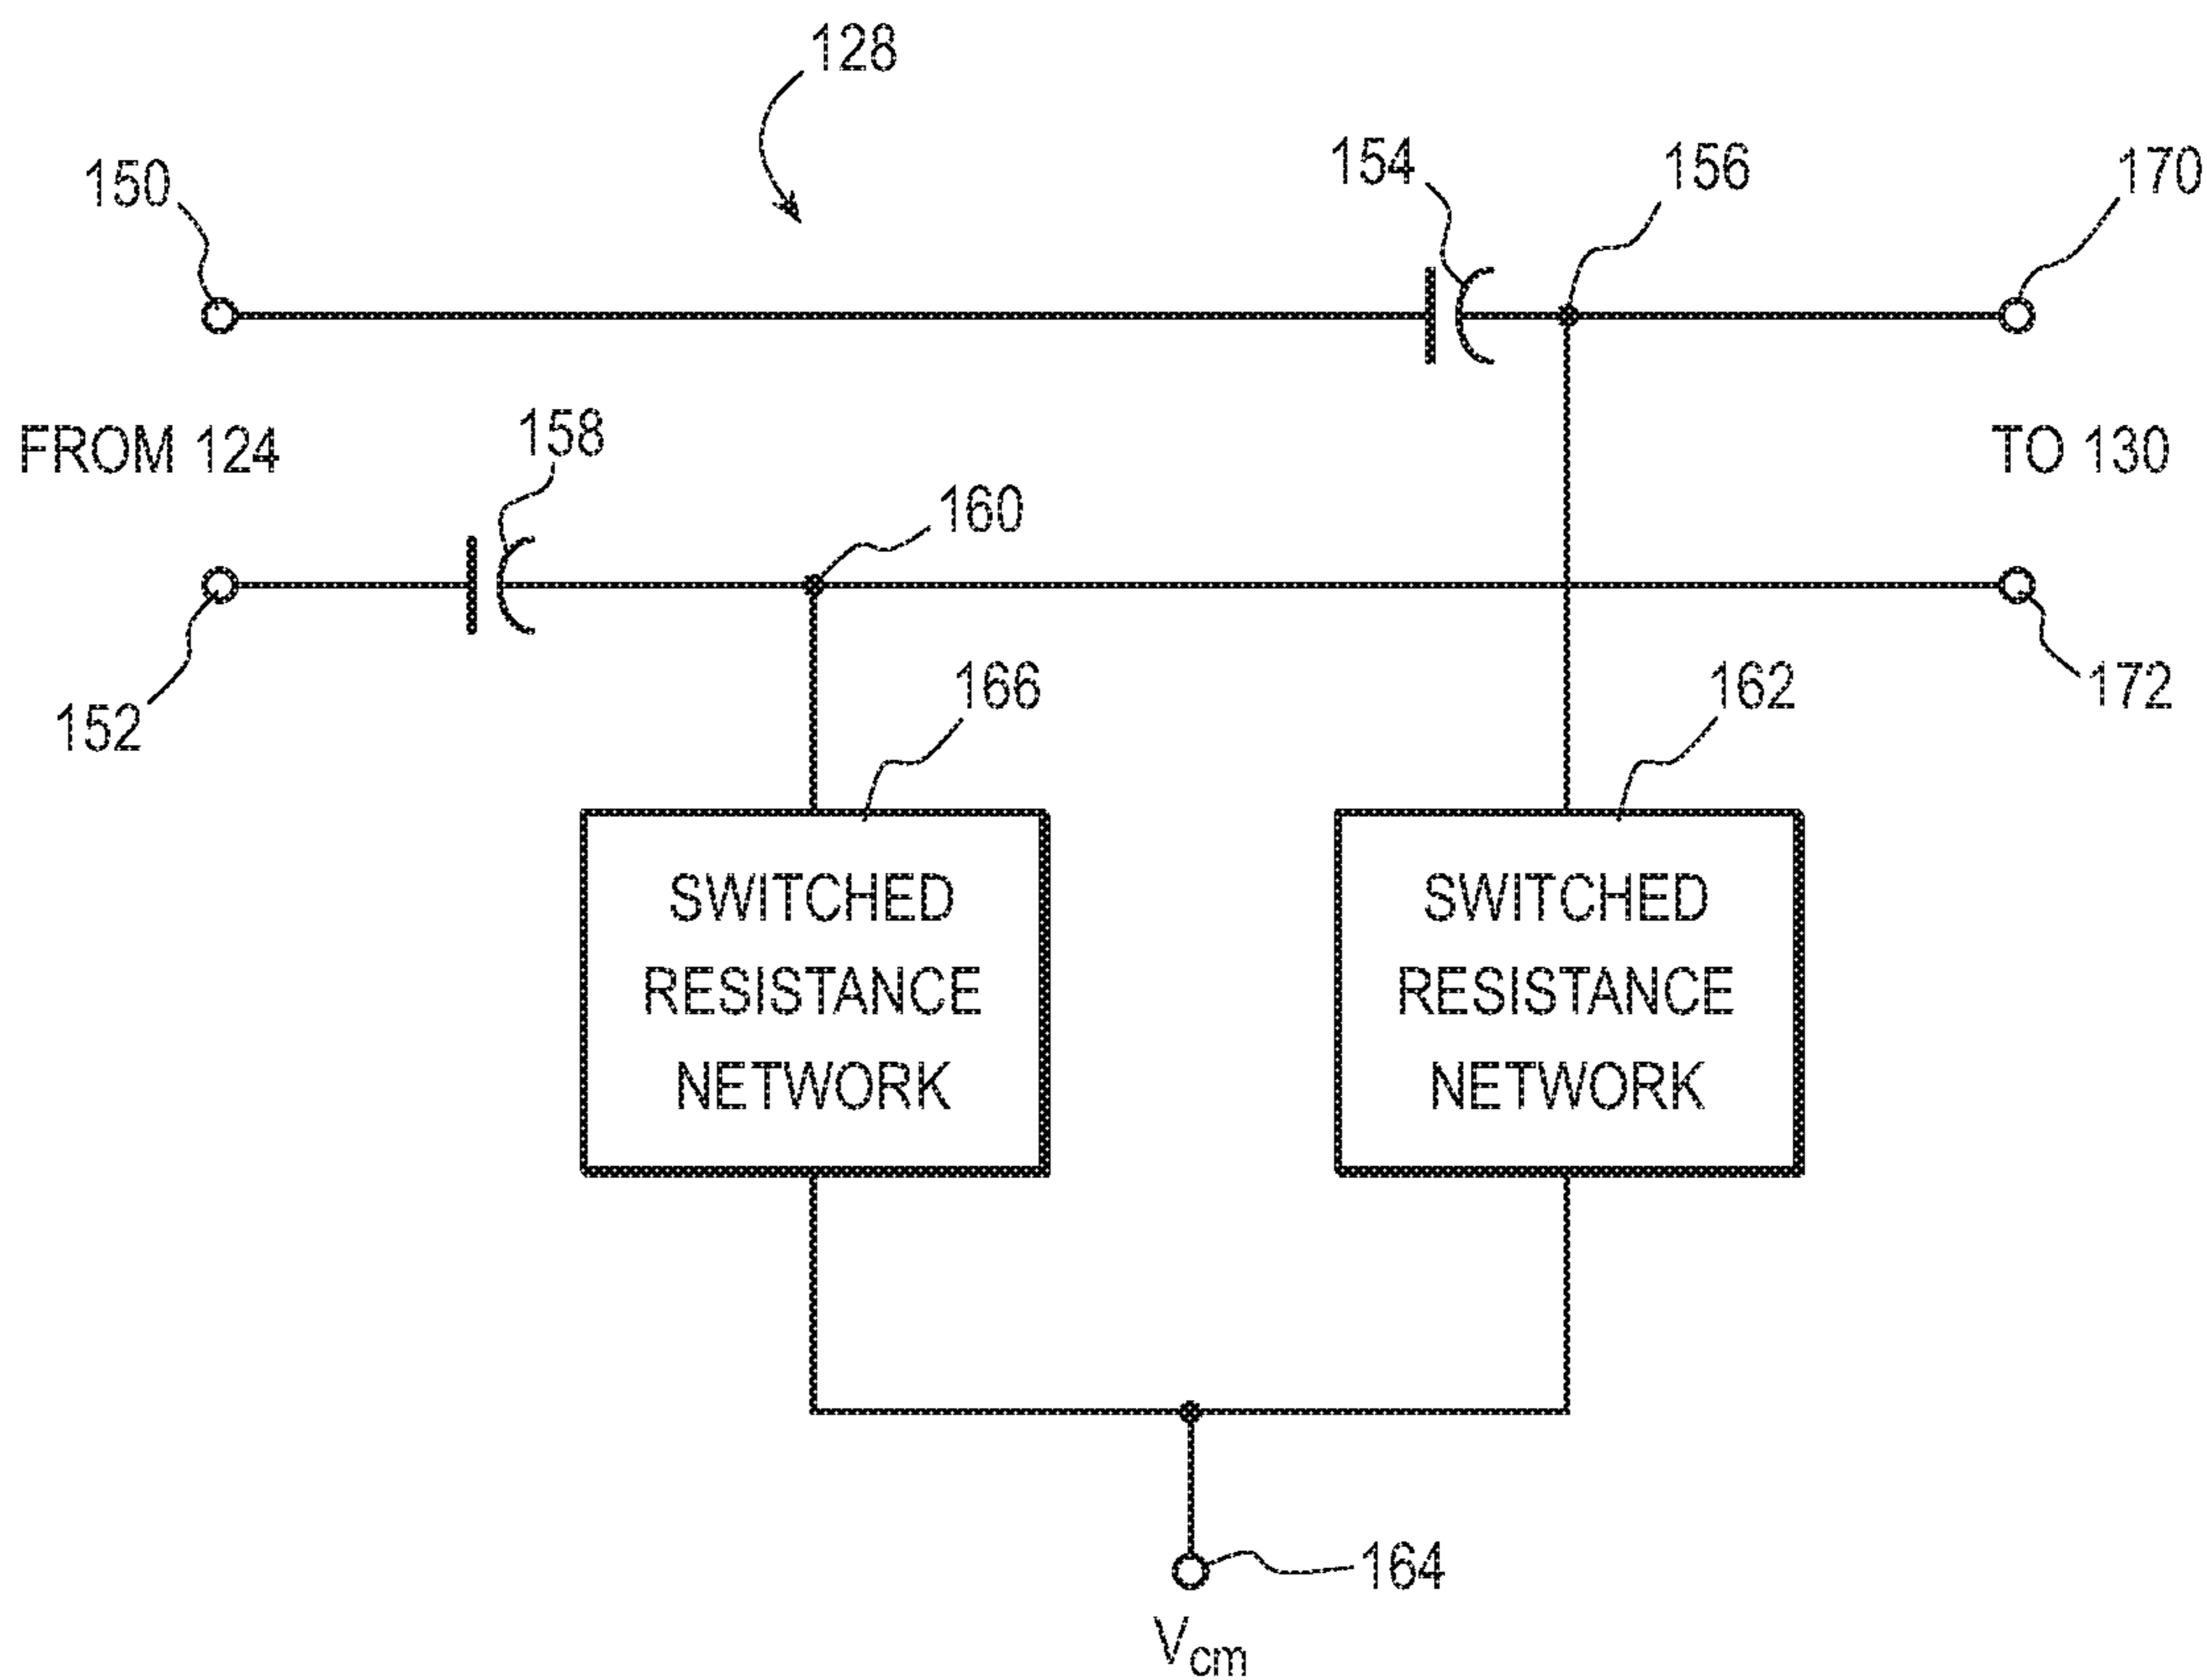 128
154
156
170
150
FROM 124
158
160
TO 130
152
166
162
172
SWITCHED
RESISTANCE
NETWORK
SWITCHED
RESISTANCE
NETWORK
164
Vcm